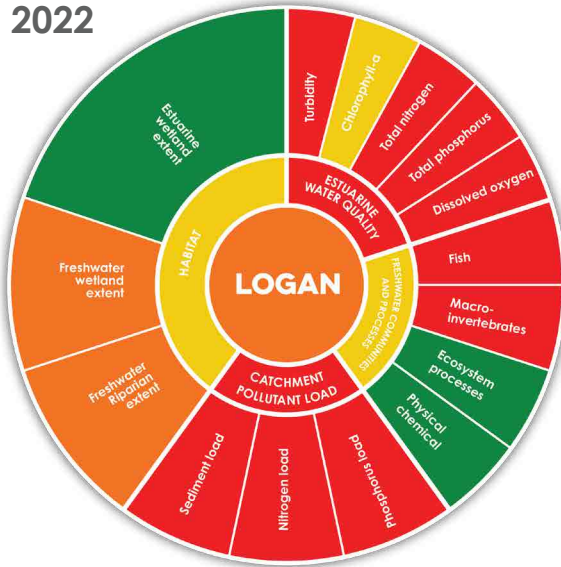 2022
LOGAN
ESTUARINE
WATER QUALITY
Turbidity
Chlorophyll-a
Total nitrogen
Total phosphorus
Dissolved oxygen
FRESHWATER COMMUNITIES
AND PROCESSES
Fish
Macro-
invertebrates
Ecosystem
processes
Physical
chemical
CATCHMENT
POLLUTANT LOAD
Phosphorus load
Nitrogen load
Sediment load
HABITAT
Freshwater
Riparian
extent
Freshwater
wetland
extent
Estuarine
wetland
extent